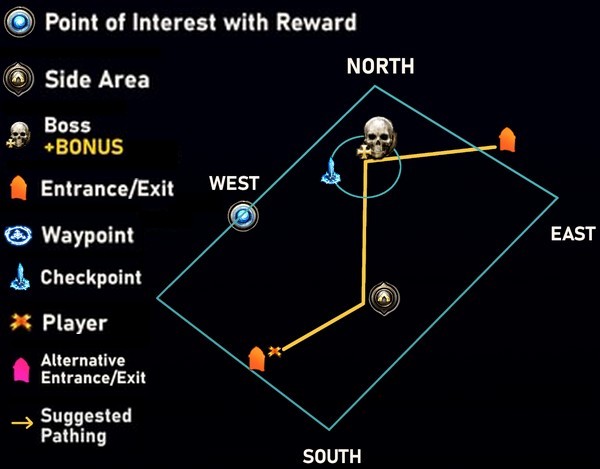 Point of Interest with Reward
Side Area
Boss
+BONUS
Entrance/Exit
Waypoint
Checkpoint
Player
Alternative
Entrance/Exit
Suggested
Pathing
NORTH
WEST
EAST
SOUTH